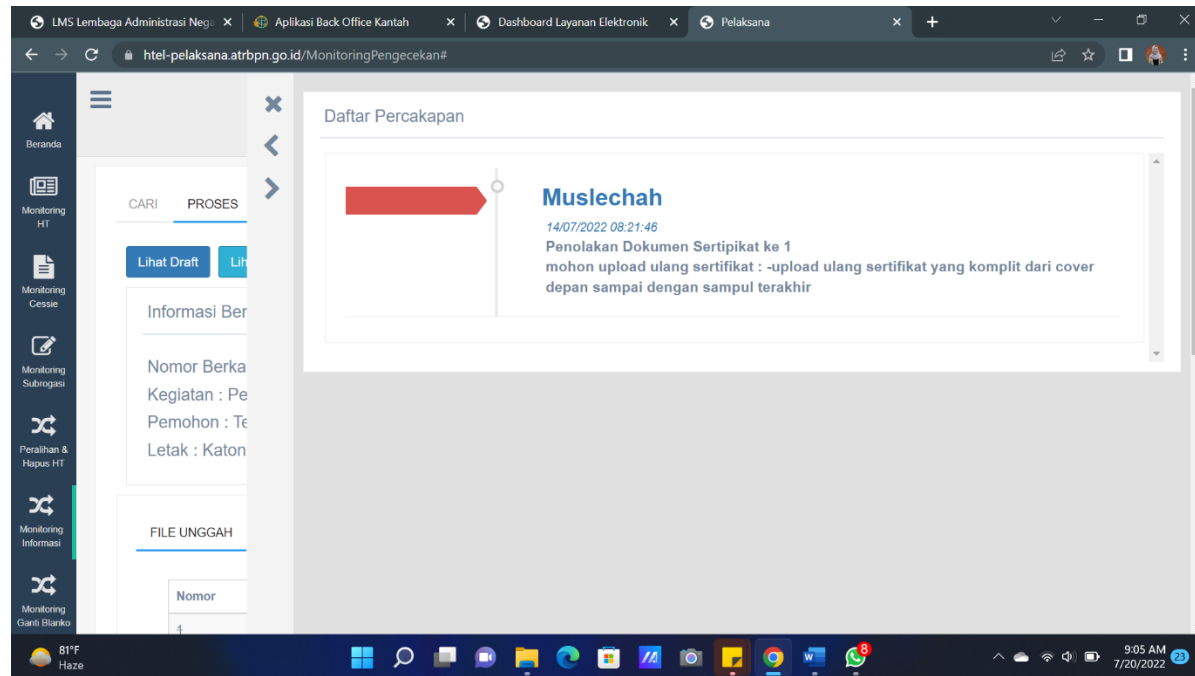 LMS Lembaga Administrasi Nega
Aplikasi Back Office Kantah
Dashboard Layanan Elektronik
Pelaksana
htel-pelaksana.atrbpn.go.id/MonitoringPengecekan#
Beranda
Monitoring
HT
Monitoring
Cessie
Monitoring
Subrogasi
Peralihan &
Hapus HT
Monitoring
Informasi
Monitoring
Ganti Blanko
CARI PROSES
Lihat Draft Lih
Informasi Ber
Nomor Berka
Kegiatan : Pe
Pemohon : Te
Letak : Katon
FILE UNGGAH
Nomor
1
Daftar Percakapan
Muslechah
14/07/2022 08:21:46
Penolakan Dokumen Sertipikat ke 1
mohon upload ulang sertifikat : -upload ulang sertifikat yang komplit dari cover
depan sampai dengan sampul terakhir
81°F
Haze
8
9:05 AM
7/20/2022
23